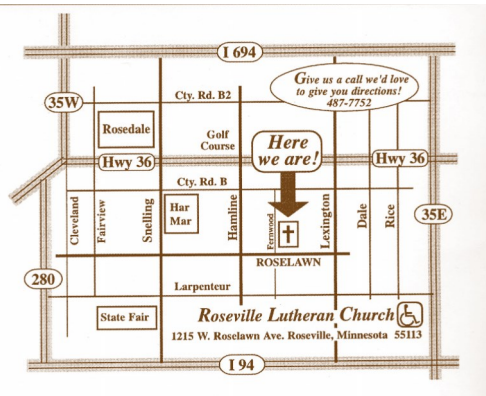 I 694
Give us a call we'd love
to give you directions!
487-7752
35W
Cty. Rd. B2
Rosedale
Golf
Course
Here
we are!
Hwy 36
Hwy 36
Cty. Rd. B
Cleveland
Fairview
Snelling
Har
Mar
Hamline
Fernwood
Lexington
Dale
Rice
35E
ROSELAWN
280
Larpenteur
State Fair
Roseville Lutheran Church
1215 W. Roselawn Ave. Roseville, Minnesota 55113
I 94